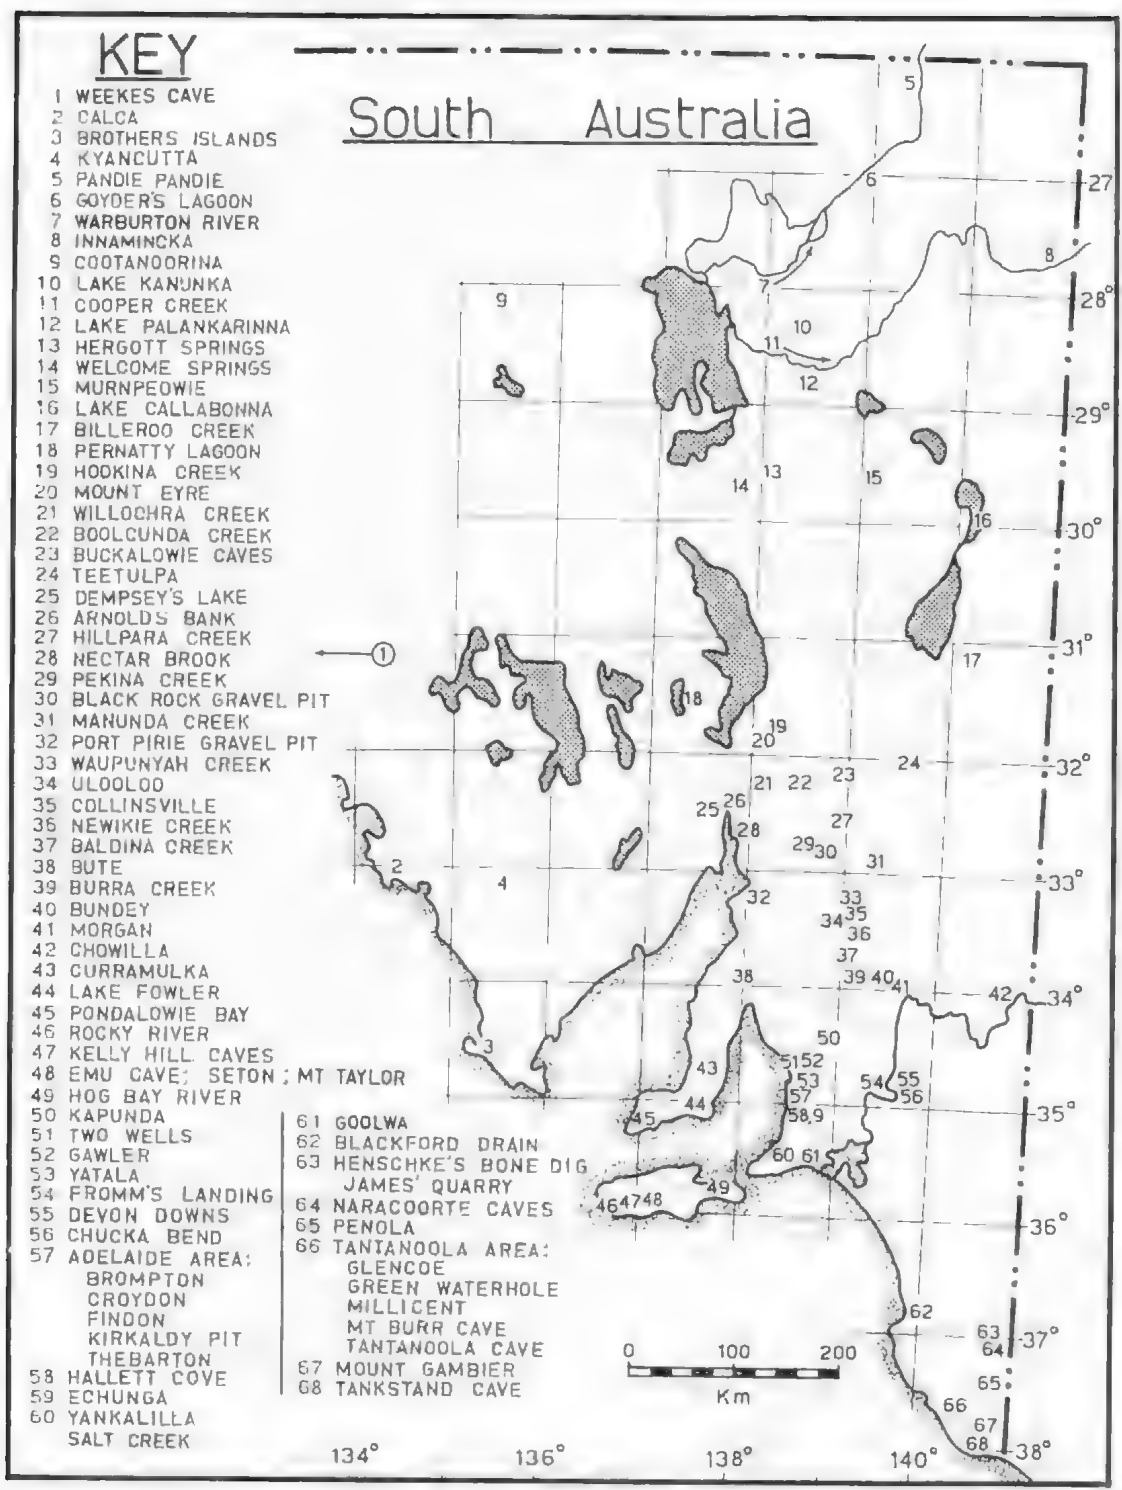 KEY
1 WEEKES CAVE
2 CALCA
3 BROTHERS ISLANDS
4 KYANCUTTA
5 PANDIE PANDIE
6 GOYDER'S LAGOON
7 WARBURTON RIVER
8 INNAMINCKA
9 COOTANOORINA
10 LAKE KANUNKA
11 COOPER CREEK
12 LAKE PALANKARINNA
13 HERGOTT SPRINGS
14 WELCOME SPRINGS
15 MURNPEOWIE
16 LAKE CALLABONNA
17 BILLEROO CREEK
18 PERNATTY LAGOON
19 HOOKINA CREEK
20 MOUNT EYRE
21 WILLOCHRA CREEK
22 BOOLCUNDA CREEK
23 BUCKALOWIE CAVES
24 TEETULPA
25 DEMPSEY'S LAKE
26 ARNOLDS BANK
27 HILLPARA CREEK
28 NECTAR BROOK
29 PEKINA CREEK
30 BLACK ROCK GRAVEL PIT
31 MANUNDA CREEK
32 PORT PIRIE GRAVEL PIT
33 WAUPUNYAH CREEK
34 ULOOLOO
35 COLLINSVILLE
36 NEWIKIE CREEK
37 BALDINA CREEK
38 BUTE
39 BURRA CREEK
40 BUNDEY
41 MORGAN
42 CHOWILLA
43 CURRAMULKA
44 LAKE FOWLER
45 PONDALOWIE BAY
46 ROCKY RIVER
47 KELLY HILL CAVES
48 EMU CAVE; SETON; MT TAYLOR
49 HOG BAY RIVER
50 KAPUNDA
51 TWO WELLS
52 GAWLER
53 YATALA
54 FROMM'S LANDING
55 DEVON DOWNS
56 CHUCKA BEND
57 ADELAIDE AREA:
BROMPTON
CROYDON
FINDON
KIRKALDY PIT
THEBARTON
58 HALLETT COVE
59 ECHUNGA
60 YANKALILLA
SALT CREEK
61 GOOLWA
62 BLACKFORD DRAIN
63 HENSCHKE'S BONE DIG
JAMES' QUARRY
64 NARACOORTE CAVES
65 PENOLA
66 TANTANOOLA AREA:
GLENCOE
GREEN WATERHOLE
MILLICENT
MT BURR CAVE
TANTANOOLA CAVE
67 MOUNT GAMBIER
68 TANKSTAND CAVE
South Australia
5
6
27°
8
7
28°
9
10
11
12
29°
13
14
15
16
30°
1
31°
17
18
19
20
24
32°
23
21 22
26
25
27
28
29 30
31
2
4
33°
32
33
35
34
36
37
38
39 40
41
42
34°
3
50
43
51 52
53
54
55
56
57
44
45
58,9
35°
60 61
49
46 47 48
36°
62
63
37°
64
65
66
67
68
38°
0 100 200
Km
134° 136° 138° 140°